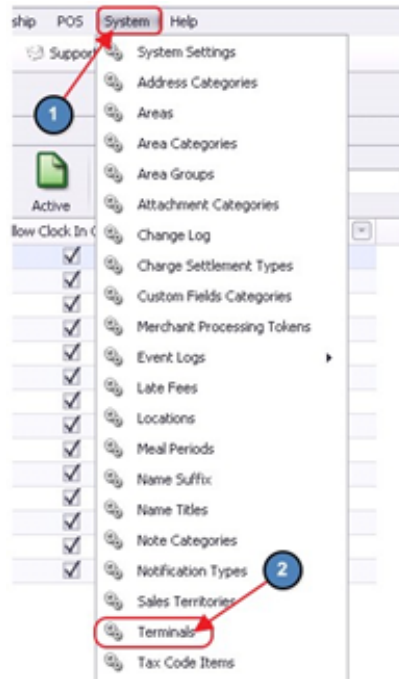 ship POS System Help
Support
System Settings
Address Categories
1
Areas
Area Categories
Area Groups
Active
Attachment Categories
llow Clock In
Change Log
Charge Settlement Types
Custom Fields Categories
Merchant Processing Tokens
Event Logs
Late Fees
Locations
Meal Periods
Name Suffix
Name Titles
Note Categories
Notification Types
2
Sales Territories
Terminals
Tax Code Items